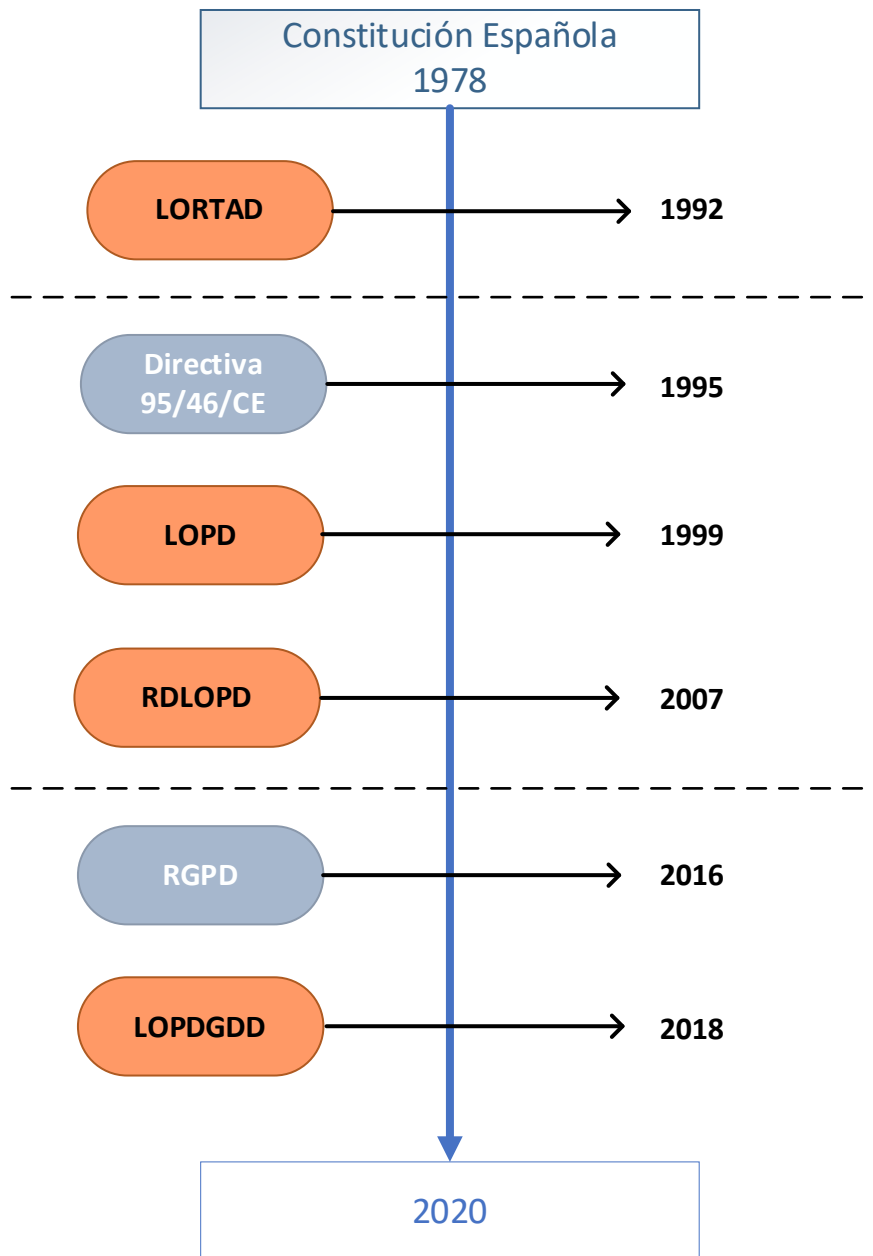 Constitución Española
1978
LORTAD
1992
Directiva
95/46/CE
1995
LOPD
1999
RDLOPD
2007
RGPD
2016
LOPDGDD
2018
2020